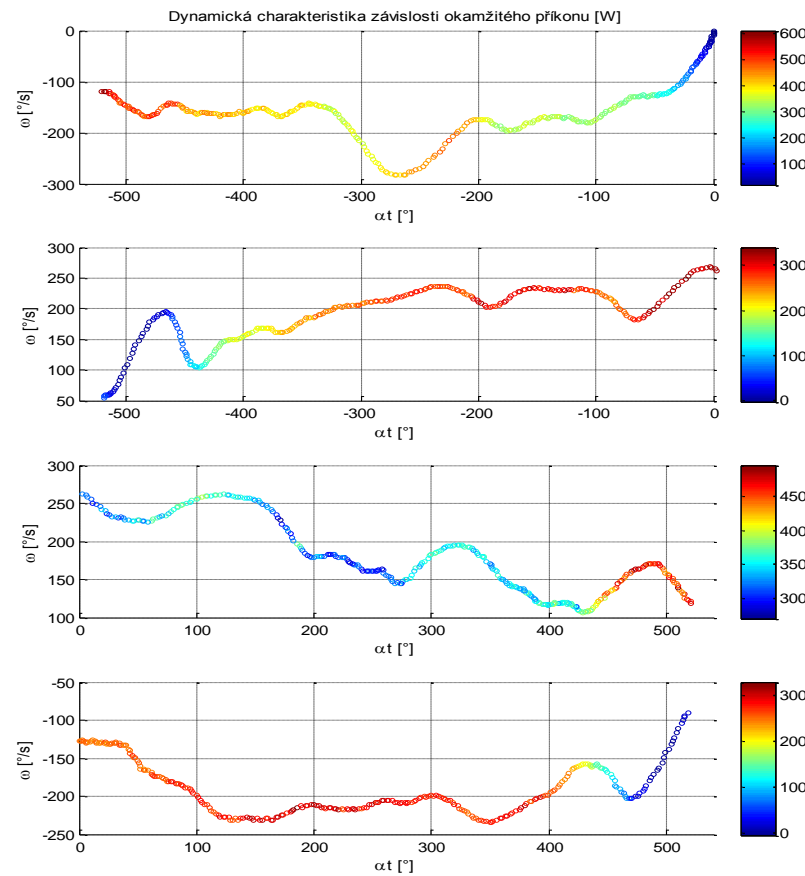 Dynamická charakteristika závislosti okamžitého příkonu [W]
0
-100
-200
-300
ω [°/s]
-500 -400 -300 -200 -100 0
αt [°]
600
500
400
300
200
100
300
250
200
150
100
50
ω [°/s]
-500 -400 -300 -200 -100 0
αt [°]
300
200
100
0
300
250
200
150
100
ω [°/s]
0 100 200 300 400 500
αt [°]
450
400
350
300
-50
-100
-150
-200
-250
ω [°/s]
0 100 200 300 400 500
αt [°]
300
200
100
0